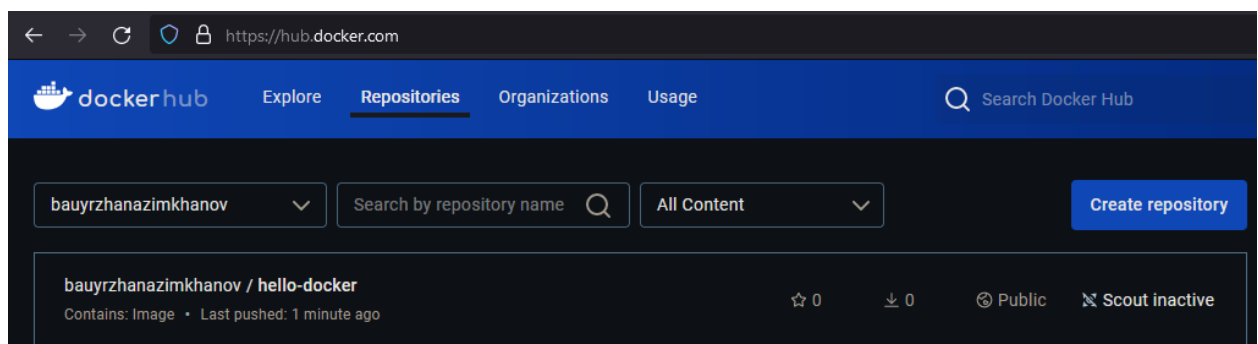 https://hub.docker.com
dockerhub Explore Repositories Organizations Usage Search Docker Hub
bauyrzhanazimkhanov Search by repository name All Content Create repository
bauyrzhanazimkhanov / hello-docker
Contains: Image • Last pushed: 1 minute ago
0 0 Public Scout inactive